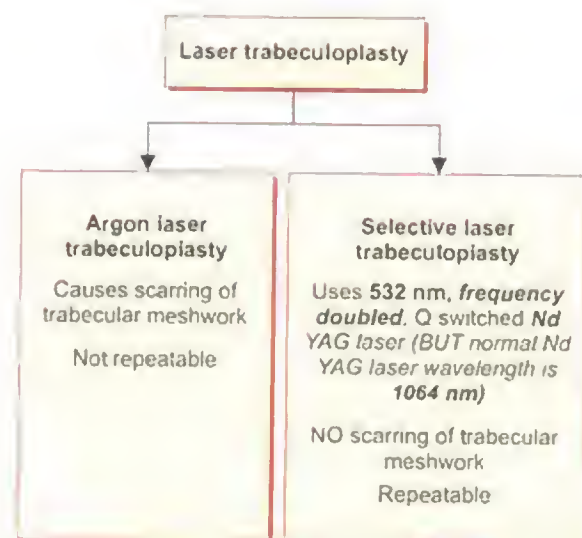 Laser trabeculoplasty
Argon laser
trabeculoplasty
Causes scarring of
trabecular meshwork
Not repeatable
Selective laser
trabeculoplasty
Uses 532 nm, frequency
doubled. Q switched Nd
YAG laser (BUT normal Nd
YAG laser wavelength is
1064 nm)
NO scarring of trabecular
meshwork
Repeatable